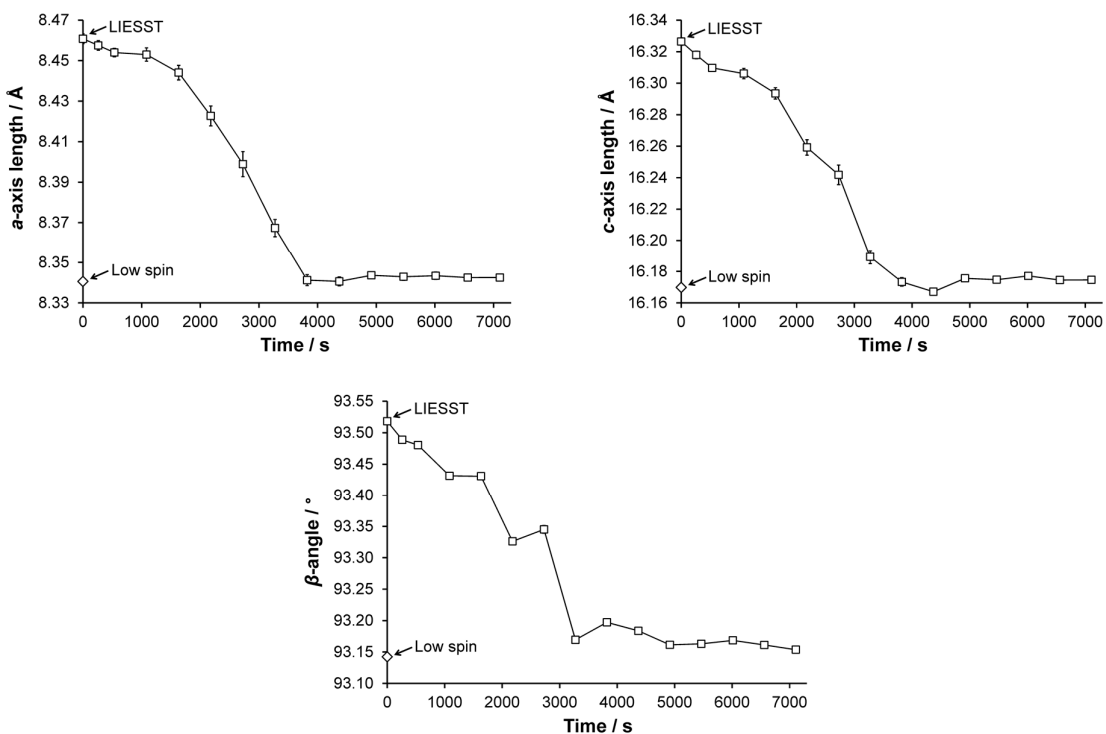 8.47
8.45
8.43
8.41
8.39
8.37
8.35
8.33
a-axis length / Å
LIESST
Low spin
0 1000 2000 3000 4000 5000 6000 7000
Time / s
16.34
16.32
16.30
16.28
16.26
16.24
16.22
16.20
16.18
16.16
c-axis length / Å
LIESST
Low spin
0 1000 2000 3000 4000 5000 6000 7000
Time / s
93.55
93.50
93.45
93.40
93.35
93.30
93.25
93.20
93.15
93.10
β-angle / °
LIESST
Low spin
0 1000 2000 3000 4000 5000 6000 7000
Time / s